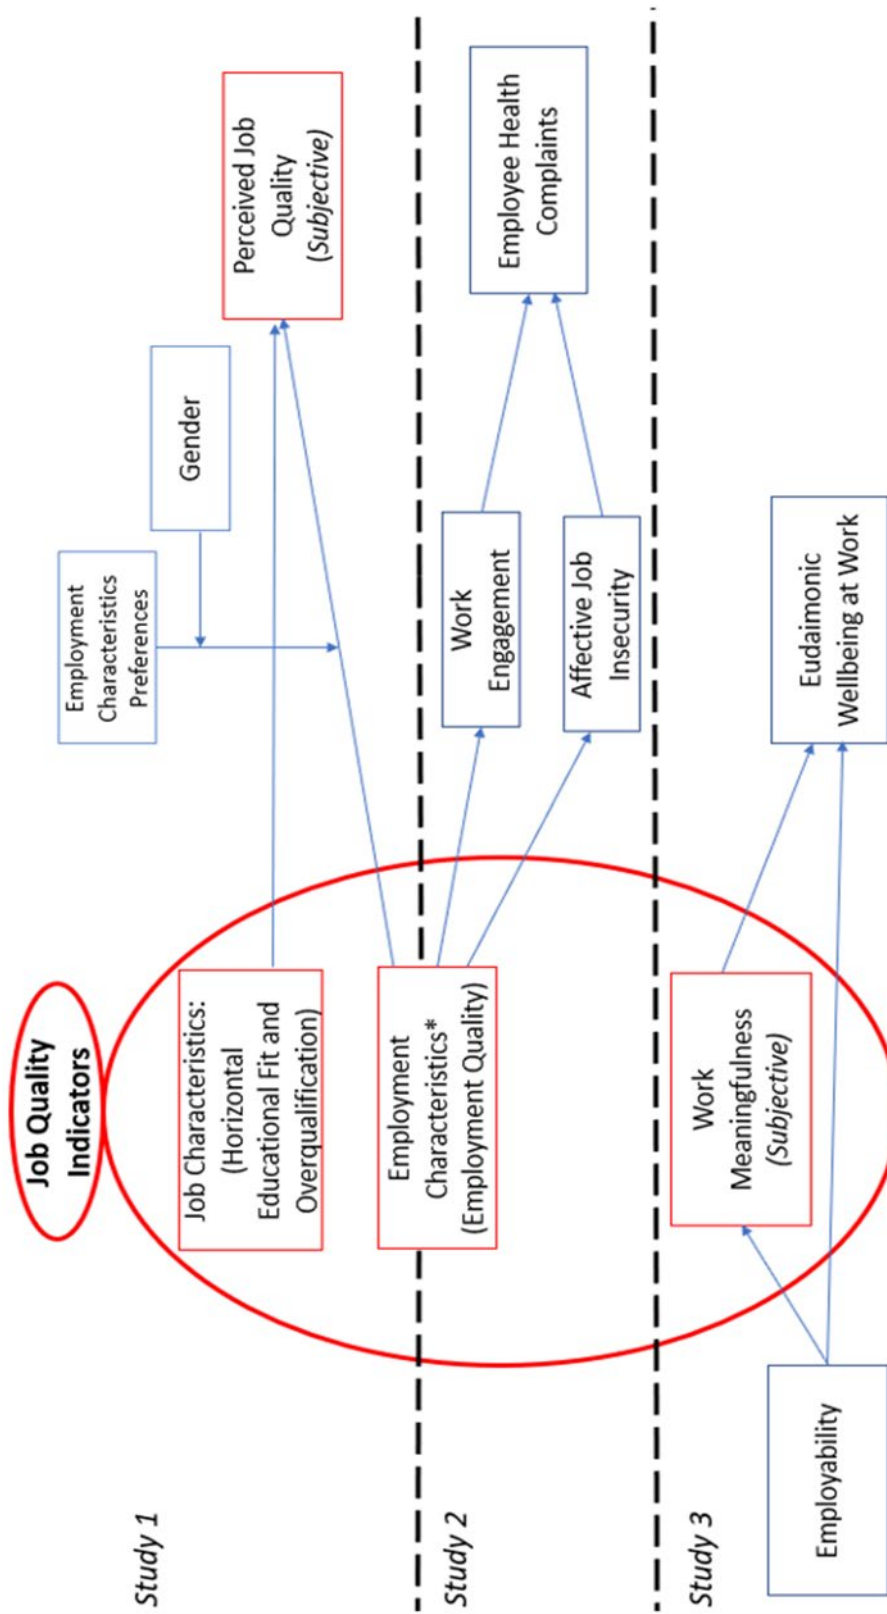 Job Quality
Indicators
Study 1
Job Characteristics:
(Horizontal
Educational Fit and
Overqualification)
Employment
Characteristics
Preferences
Gender
Perceived Job
Quality
(Subjective)
Employment
Characteristics*
(Employment Quality)
Study 2
Work
Engagement
Affective Job
Insecurity
Employee Health
Complaints
Study 3
Employability
Work
Meaningfulness
(Subjective)
Eudaimonic
Wellbeing at Work